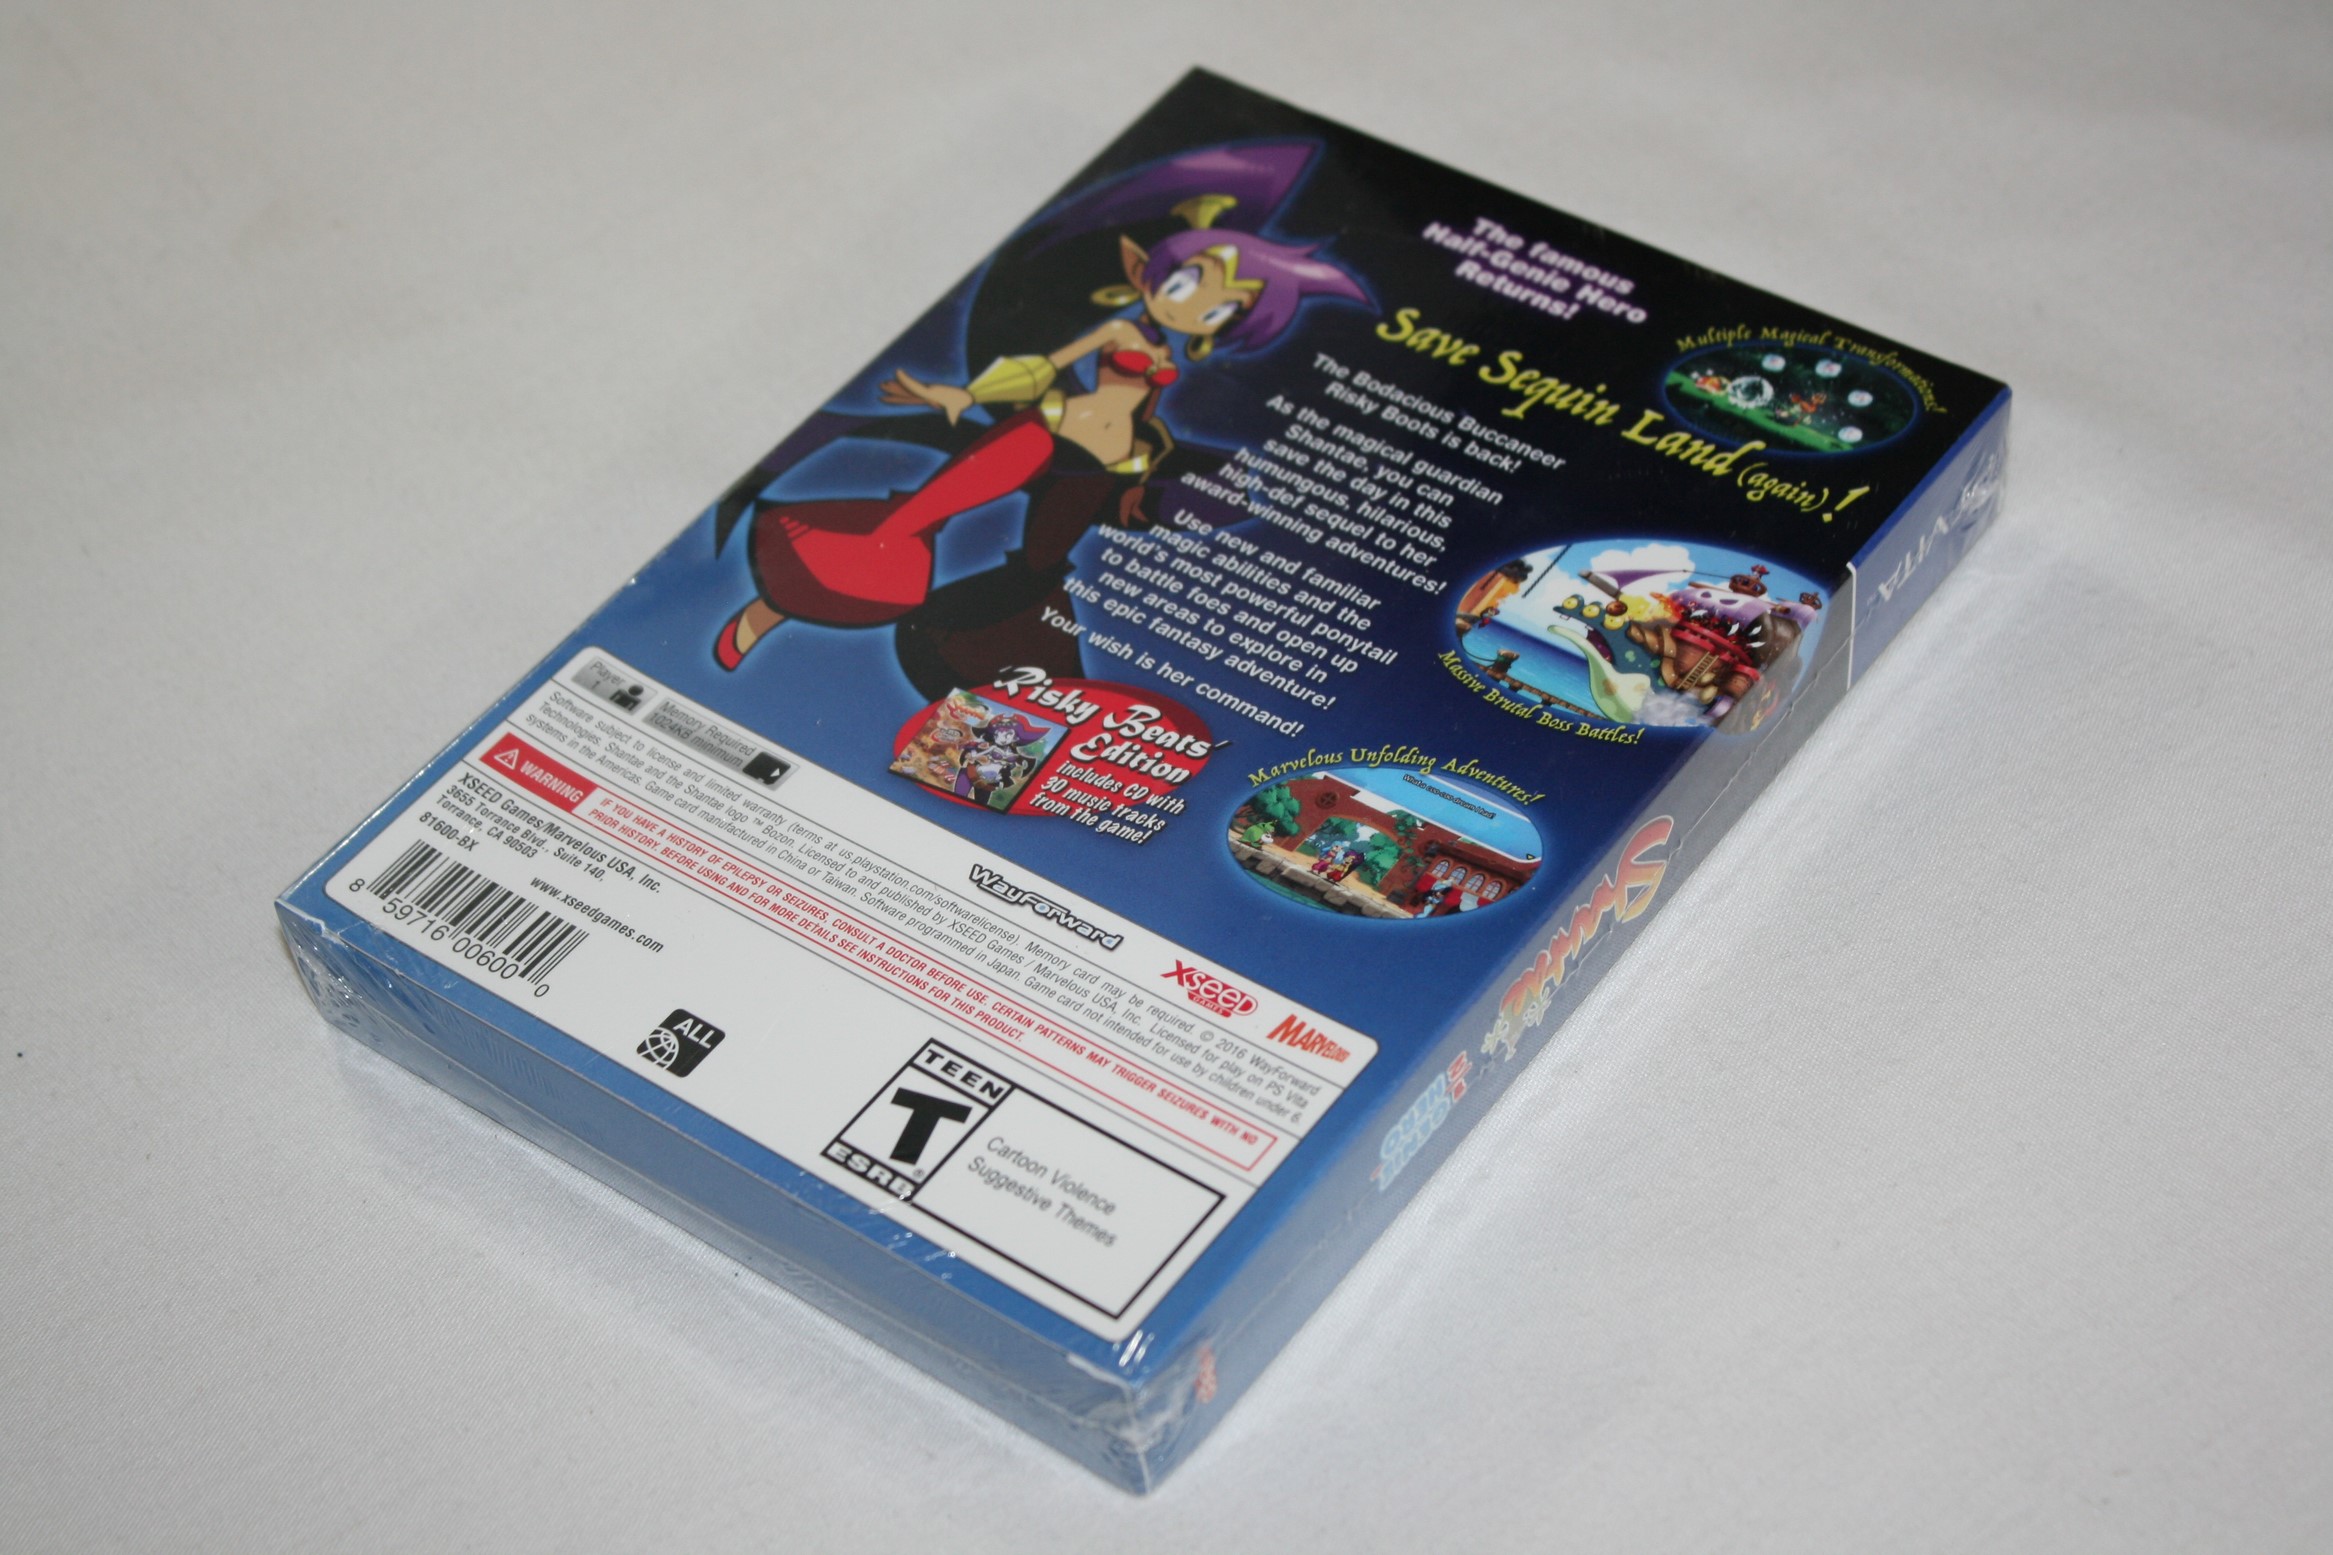 The famous
Half-Genie Hero
Returns!
Save Sequin Land (again)!
The Bodacious Buccaneer
Risky Boots is back!
As the magical guardian
Shantae, you can
save the day in this
humungous, hilarious,
high-def sequel to her
award-winning adventures!
Use new and familiar
magic abilities and the
world's most powerful ponytail
to battle foes and open up
new areas to explore in
this epic fantasy adventure!
Your wish is her command!
Multiple Magical Transformations!
Massive Brutal Boss Battles!
Marvelous Unfolding Adventures!
Risky Beats
Edition
includes CD with
30 music tracks
from the game!
Player
1
Memory Required
1024KB minimum
WayForward
XSEED
GAMES
MARVELOUS
Software subject to license and limited warranty (terms at us.playstation.com/softwarelicense). Memory card may be required. © 2016 WayForward
Technologies. Shantae and the Shantae logo ™ Bozon. Licensed to and published by XSEED Games / Marvelous USA, Inc. Licensed for play on PS Vita
systems in the Americas. Game card manufactured in China or Taiwan. Software programmed in Japan. Game card not intended for use by children under 6.
WARNING
IF YOU HAVE A HISTORY OF EPILEPSY OR SEIZURES, CONSULT A DOCTOR BEFORE USE. CERTAIN PATTERNS MAY TRIGGER SEIZURES WITH NO
PRIOR HISTORY. BEFORE USING AND FOR MORE DETAILS SEE INSTRUCTIONS FOR THIS PRODUCT.
XSEED Games/Marvelous USA, Inc.
3655 Torrance Blvd., Suite 140,
Torrance, CA 90503
81600-BX
www.xseedgames.com
8 59716 00600 0
ALL
TEEN
T
ESRB
Cartoon Violence
Suggestive Themes
VITA
Shantae
GENIE
HERO